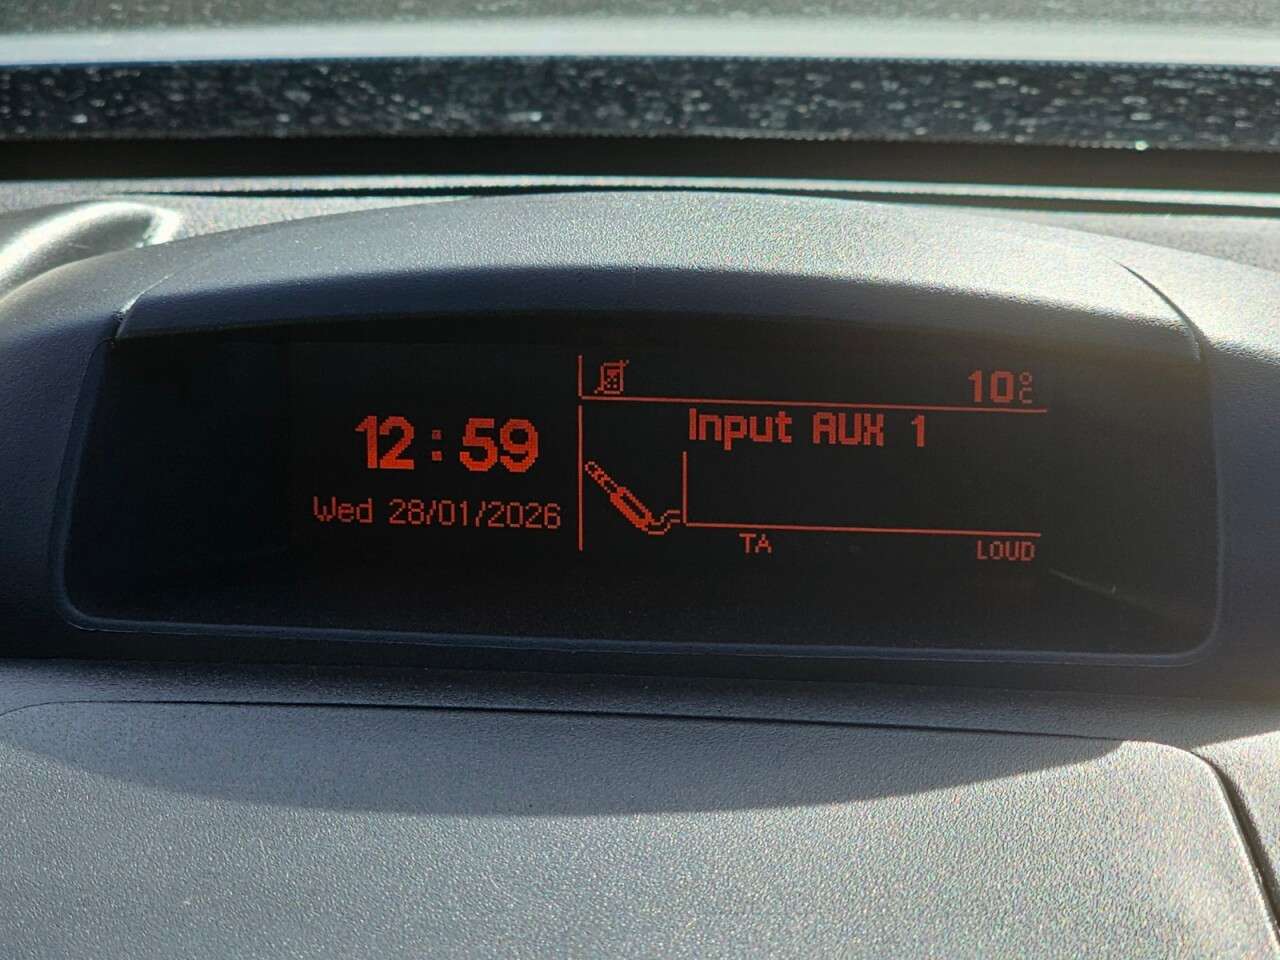 12:59
Wed 28/01/2026
10°C
Input AUX 1
TA
LOUD